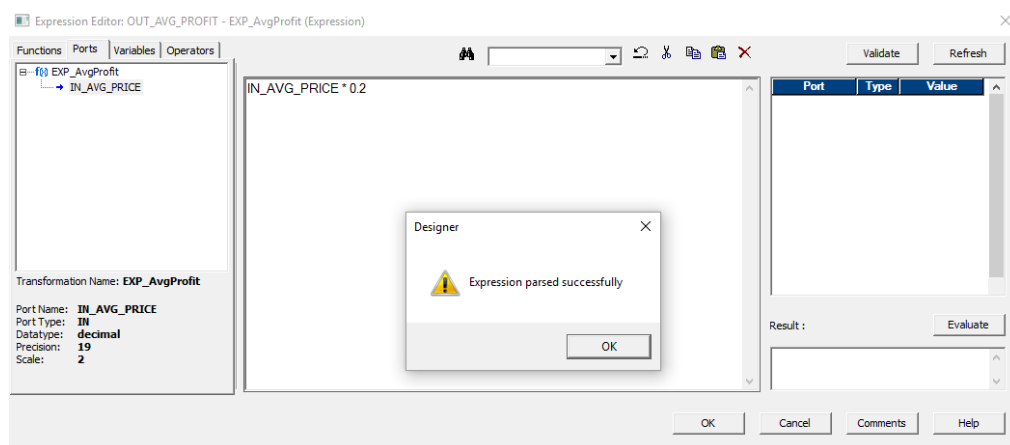 Expression Editor: OUT_AVG_PROFIT - EXP_AvgProfit (Expression)
Functions Ports Variables Operators
Validate Refresh
f(x) EXP_AvgProfit
IN_AVG_PRICE
IN_AVG_PRICE * 0.2
Port Type Value
Designer
Expression parsed successfully
OK
Transformation Name: EXP_AvgProfit
Port Name: IN_AVG_PRICE
Port Type: IN
Datatype: decimal
Precision: 19
Scale: 2
Result :
Evaluate
OK Cancel Comments Help